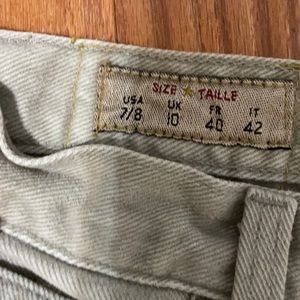 SIZE ★ TAILLE
USA UK FR IT
7/8 10 40 42